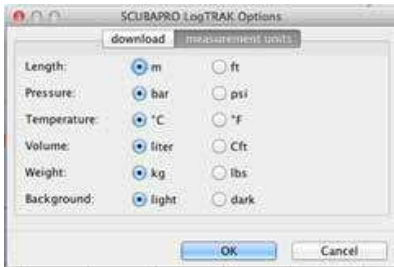 SCUBAPRO LogTRAK Options
download measurement units
Length: m ft
Pressure: bar psi
Temperature: °C °F
Volume: liter Cft
Weight: kg lbs
Background: light dark
OK Cancel